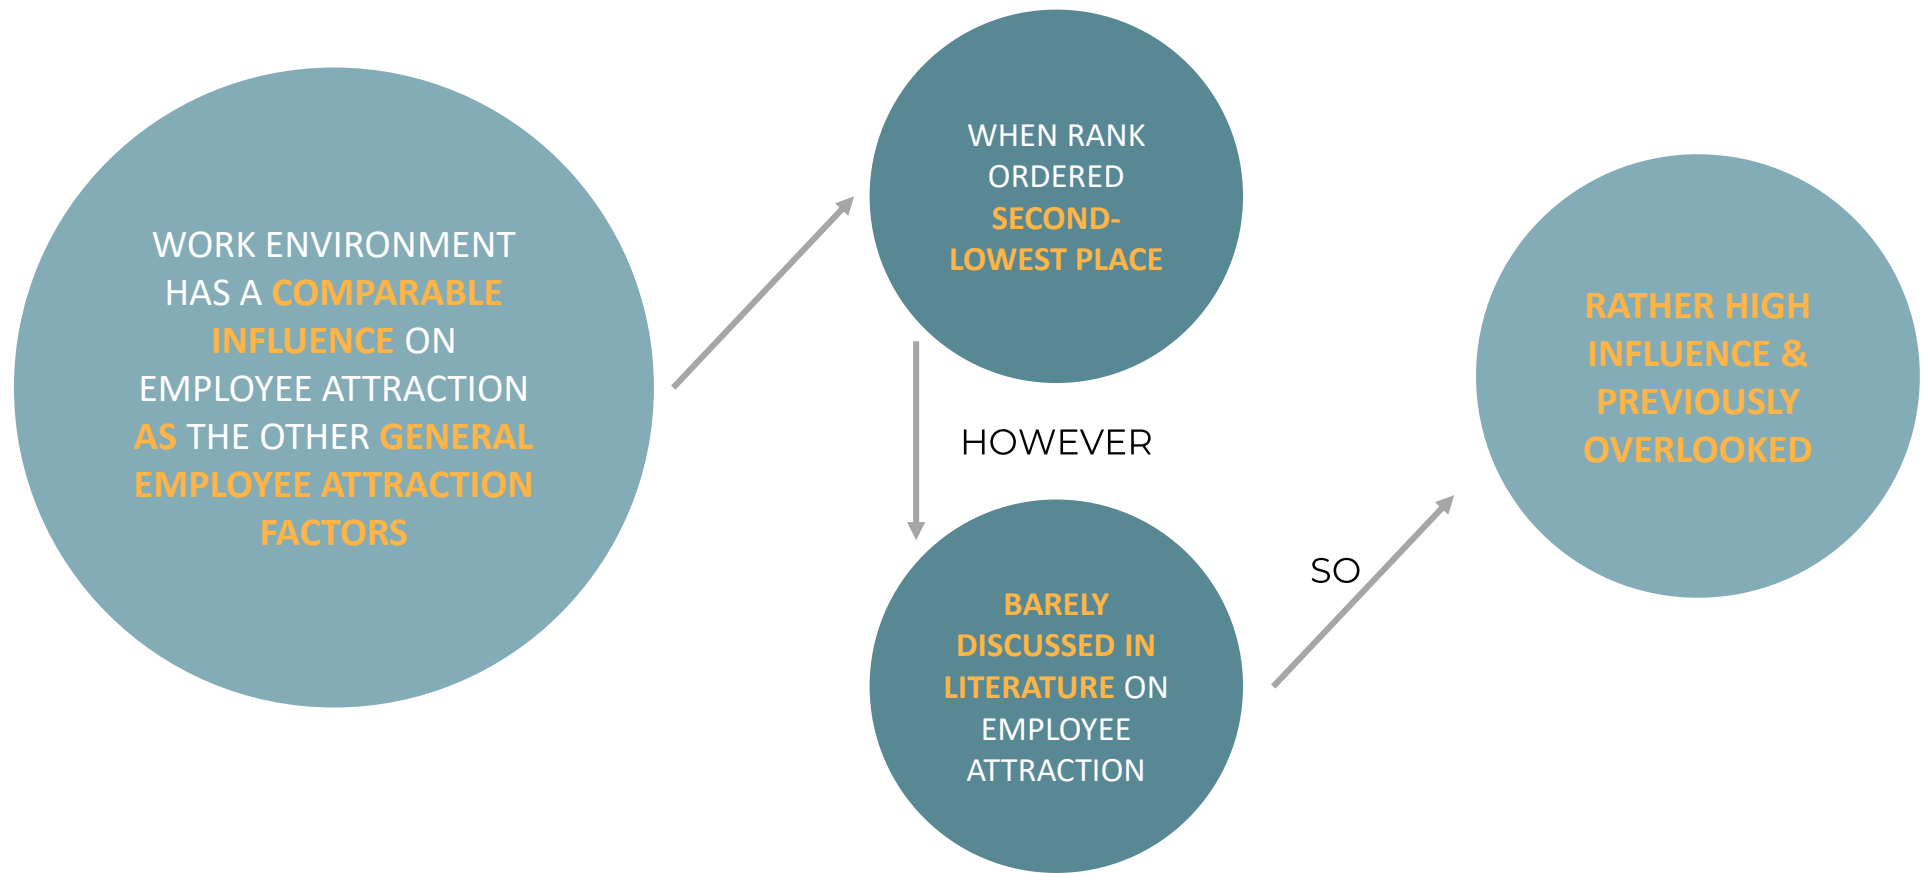 WORK ENVIRONMENT
HAS A COMPARABLE
INFLUENCE ON
EMPLOYEE ATTRACTION
AS THE OTHER GENERAL
EMPLOYEE ATTRACTION
FACTORS
WHEN RANK
ORDERED
SECOND-
LOWEST PLACE
HOWEVER
BARELY
DISCUSSED IN
LITERATURE ON
EMPLOYEE
ATTRACTION
SO
RATHER HIGH
INFLUENCE &
PREVIOUSLY
OVERLOOKED